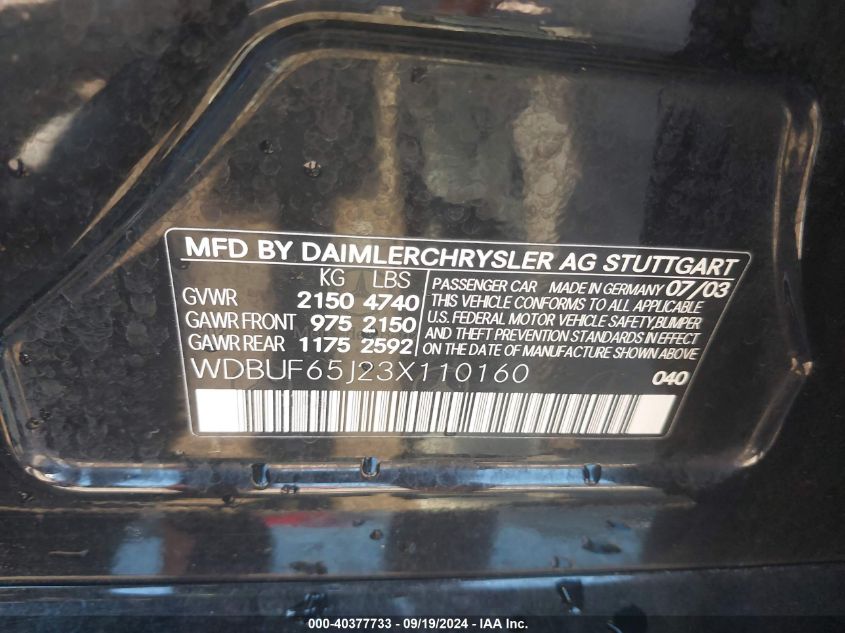 MFD BY DAIMLERCHRYSLER AG STUTTGART
KG LBS
GVWR 2150 4740
GAWR FRONT 975 2150
GAWR REAR 1175 2592
PASSENGER CAR MADE IN GERMANY 07/03
THIS VEHICLE CONFORMS TO ALL APPLICABLE
U.S. FEDERAL MOTOR VEHICLE SAFETY,BUMPER
AND THEFT PREVENTION STANDARDS IN EFFECT
ON THE DATE OF MANUFACTURE SHOWN ABOVE
WDBUF65J23X110160 040
000-40377733 - 09/19/2024 - IAA Inc.